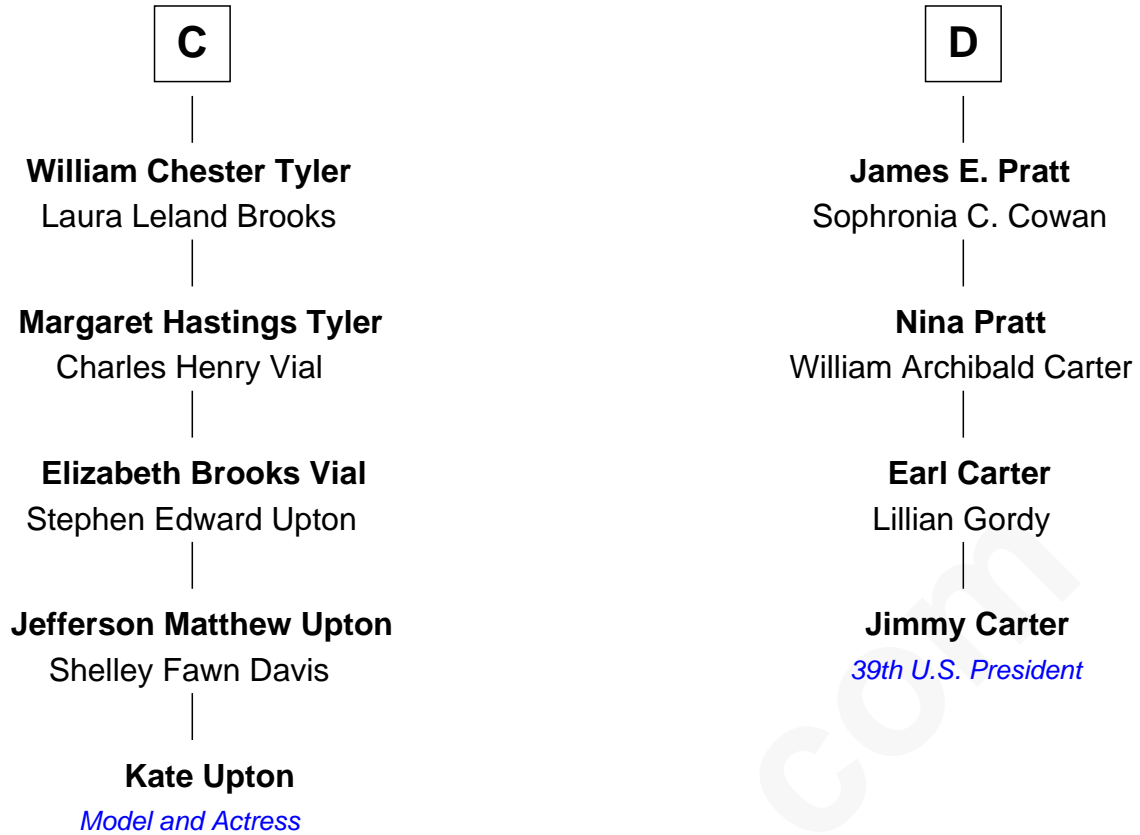 C
William Chester Tyler
Laura Leland Brooks
Margaret Hastings Tyler
Charles Henry Vial
Elizabeth Brooks Vial
Stephen Edward Upton
Jefferson Matthew Upton
Shelley Fawn Davis
Kate Upton
Model and Actress
D
James E. Pratt
Sophronia C. Cowan
Nina Pratt
William Archibald Carter
Earl Carter
Lillian Gordy
Jimmy Carter
39th U.S. President
com